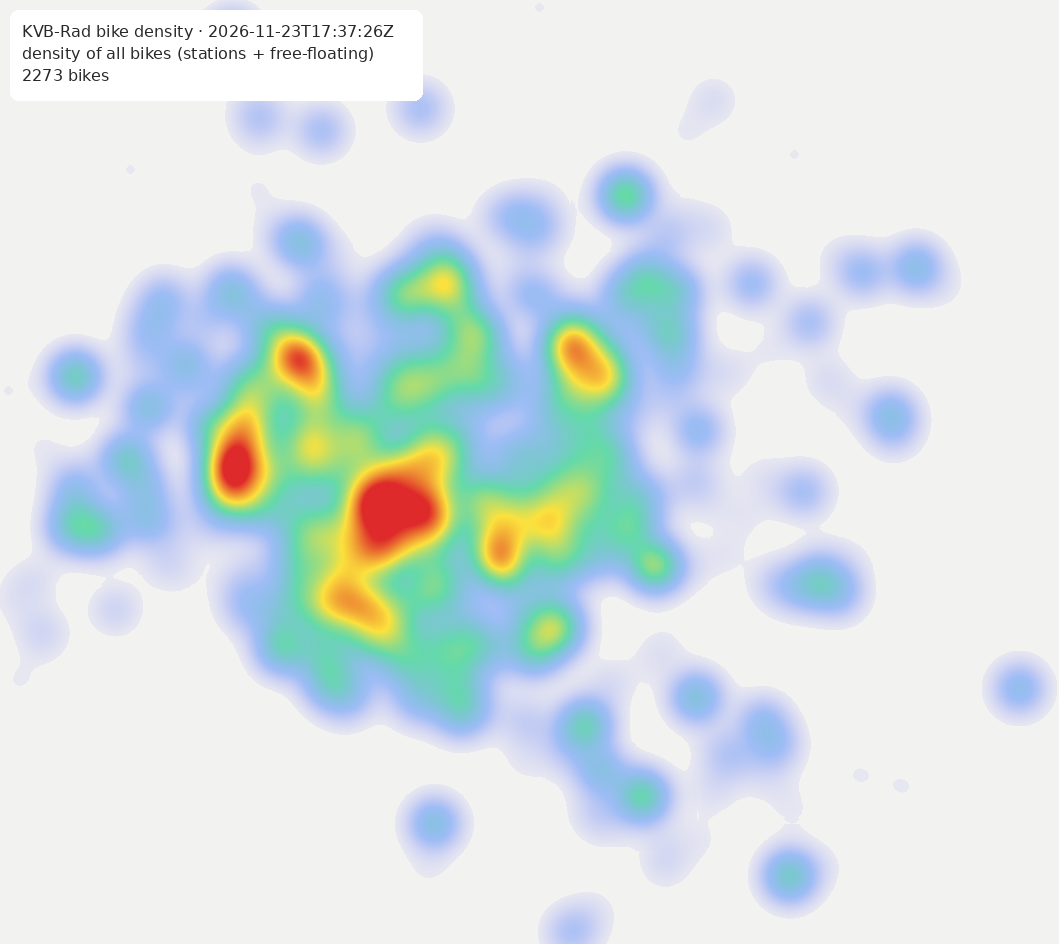 KVB-Rad bike density · 2026-11-23T17:37:26Z
density of all bikes (stations + free-floating)
2273 bikes